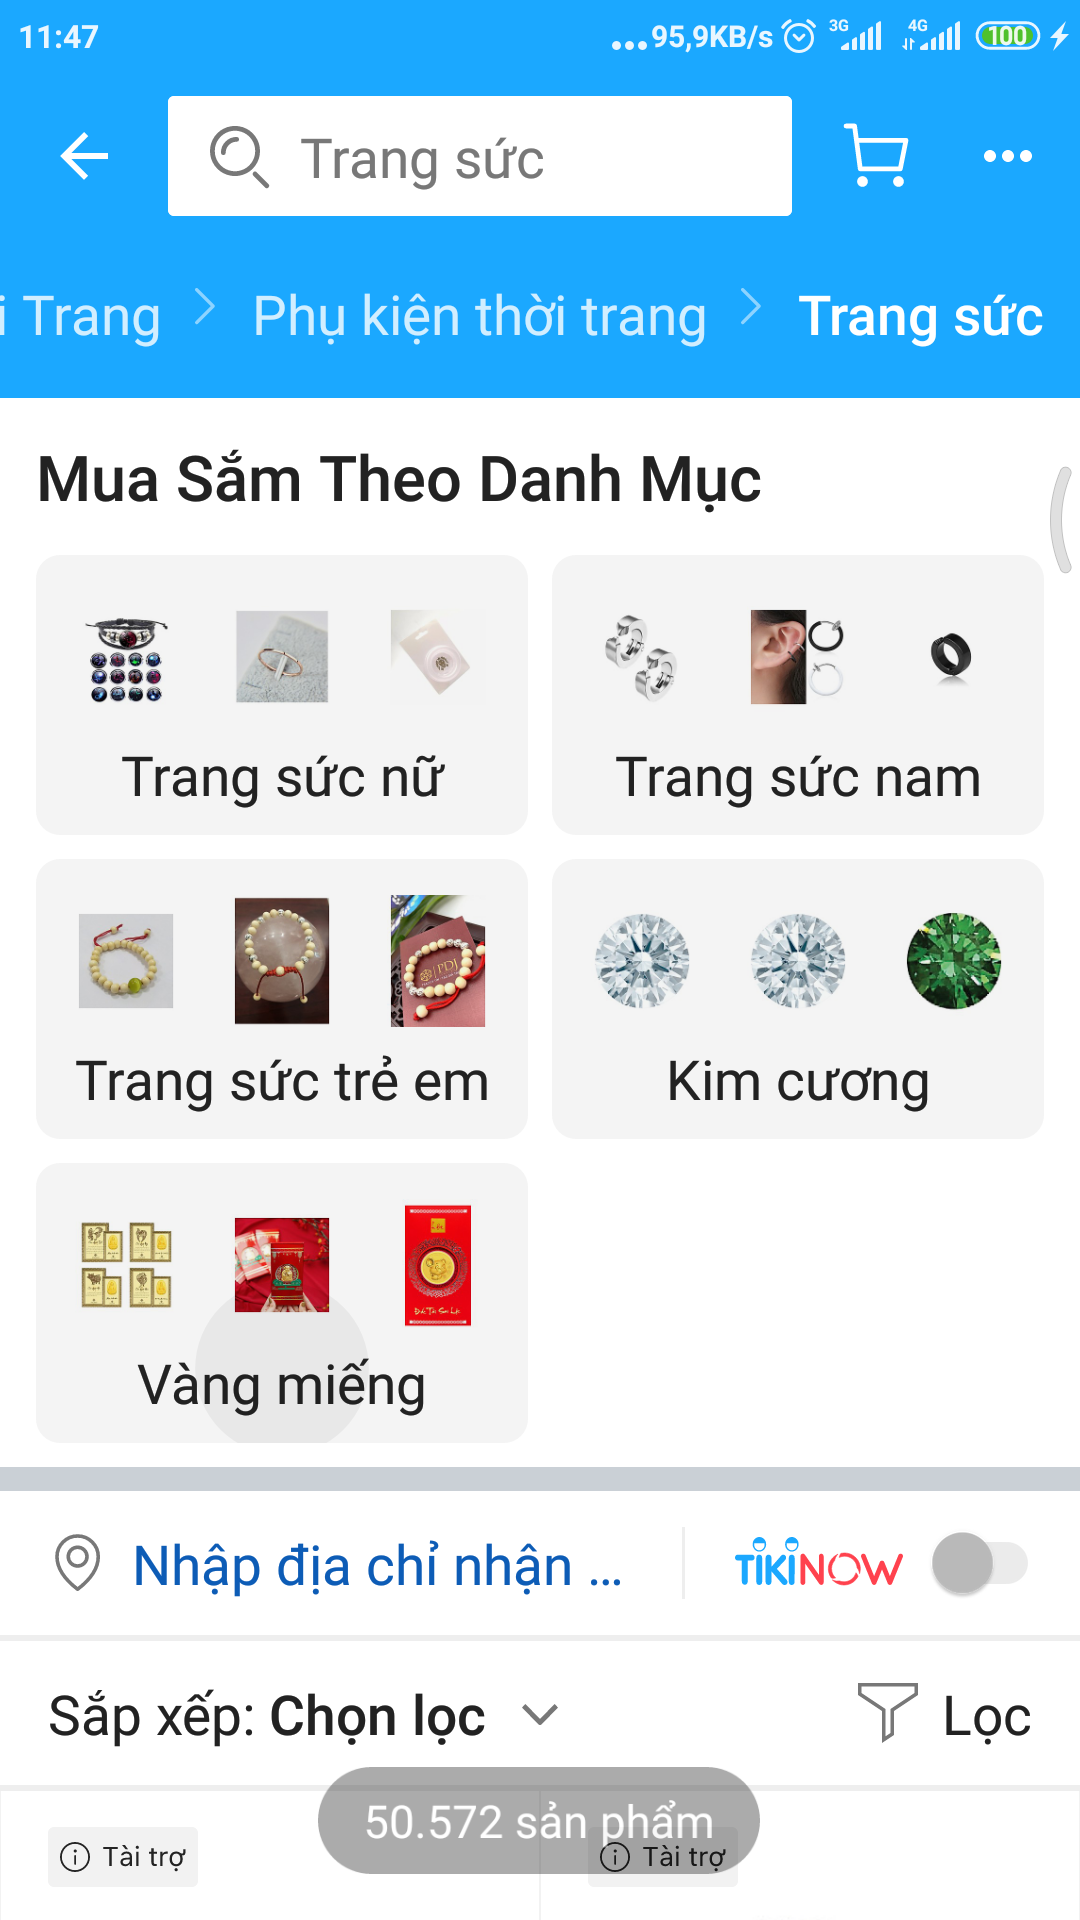 11:47 ...95,9KB/s 3G 4G 100
Trang sức
i Trang Phụ kiện thời trang Trang sức
Mua Sắm Theo Danh Mục
Trang sức nữ Trang sức nam
PDJ
Trang sức trẻ em Kim cương
Vàng miếng
Nhập địa chỉ nhận ... TIKINOW
Sắp xếp: Chọn lọc Lọc
50.572 sản phẩm
Tài trợ Tài trợ